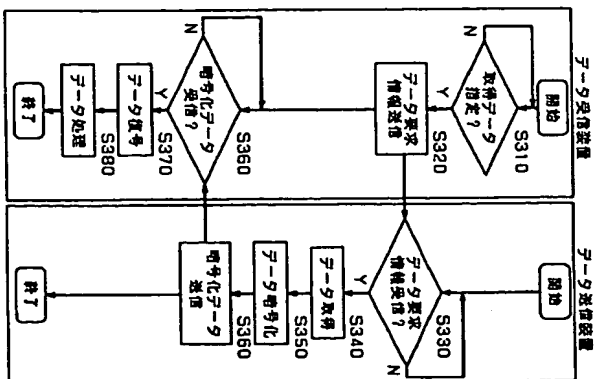 データ受信装置
開始
取得データ
指定?
S310
N
Y
データ要求
情報送信
S320
暗号化データ
受信?
S360
N
Y
データ復号
S370
データ処理
S380
終了
データ送信装置
開始
データ要求
情報受信?
S330
N
Y
データ取得
S340
データ暗号化
S350
暗号化データ
送信
S360
終了